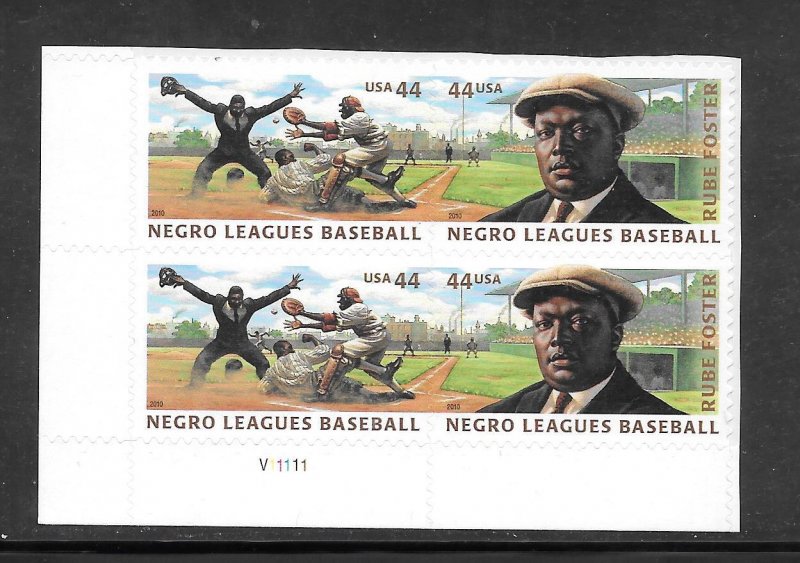 USA 44
44 USA
RUBE FOSTER
2010
2010
NEGRO LEAGUES BASEBALL
NEGRO LEAGUES BASEBALL
USA 44
44 USA
RUBE FOSTER
2010
2010
NEGRO LEAGUES BASEBALL
NEGRO LEAGUES BASEBALL
V11111